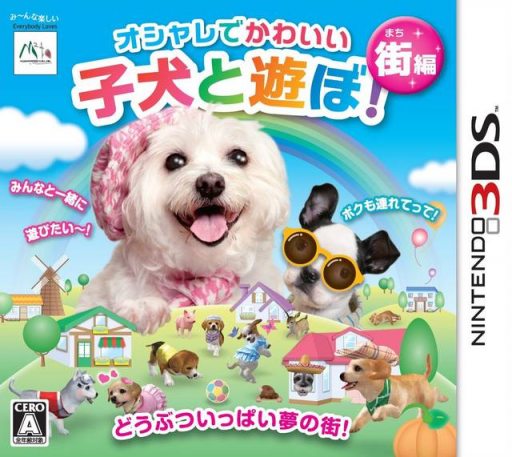 み〜んな楽しい
Everybody Loves
オシャレでかわいい
子犬と遊ぼ!
まち
街編
みんなと一緒に
遊びたい〜!
ボクも連れてって!
NINTENDO 3DS
TM
どうぶついっぱい夢の街!
CERO
A
全年齢対象